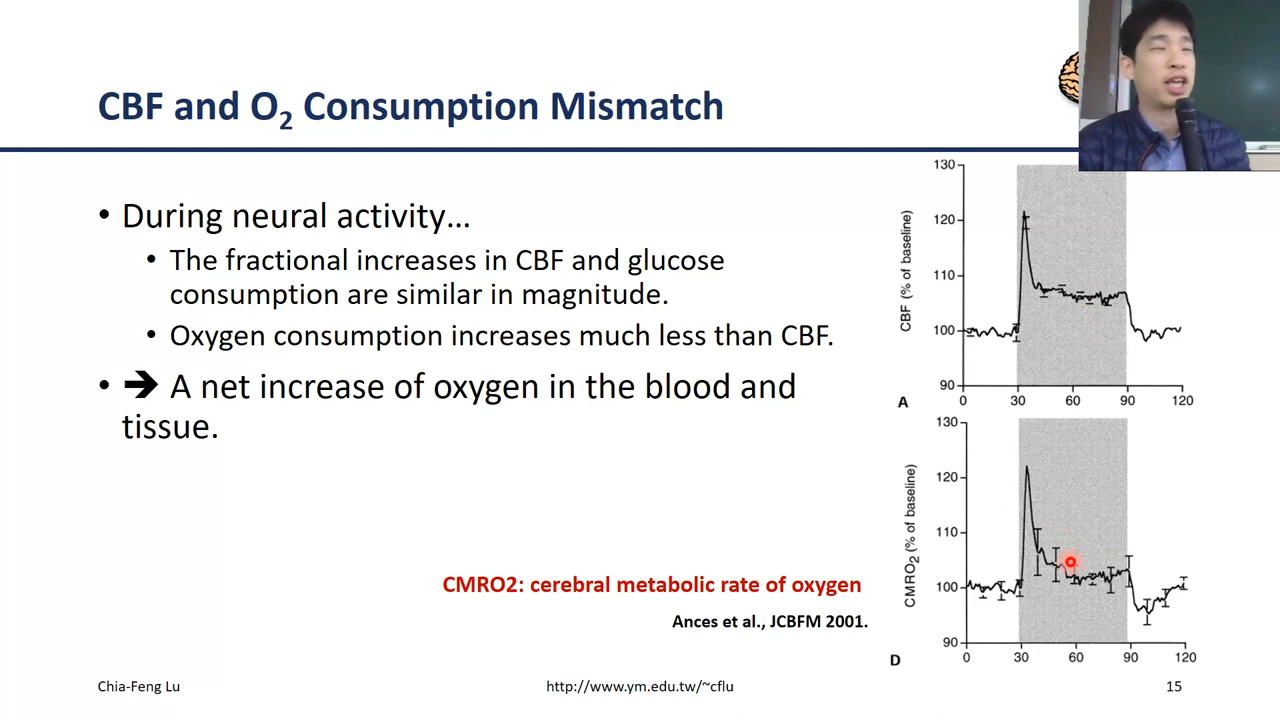 CBF and O2 Consumption Mismatch
• During neural activity...
• The fractional increases in CBF and glucose
consumption are similar in magnitude.
• Oxygen consumption increases much less than CBF.
• ➔ A net increase of oxygen in the blood and
tissue.
CMRO2: cerebral metabolic rate of oxygen
Ances et al., JCBFM 2001.
CBF (% of baseline)
130
120
110
100
90
0 30 60 90 120
A
CMRO2 (% of baseline)
130
120
110
100
90
0 30 60 90 120
D
Chia-Feng Lu
http://www.ym.edu.tw/~cflu
15